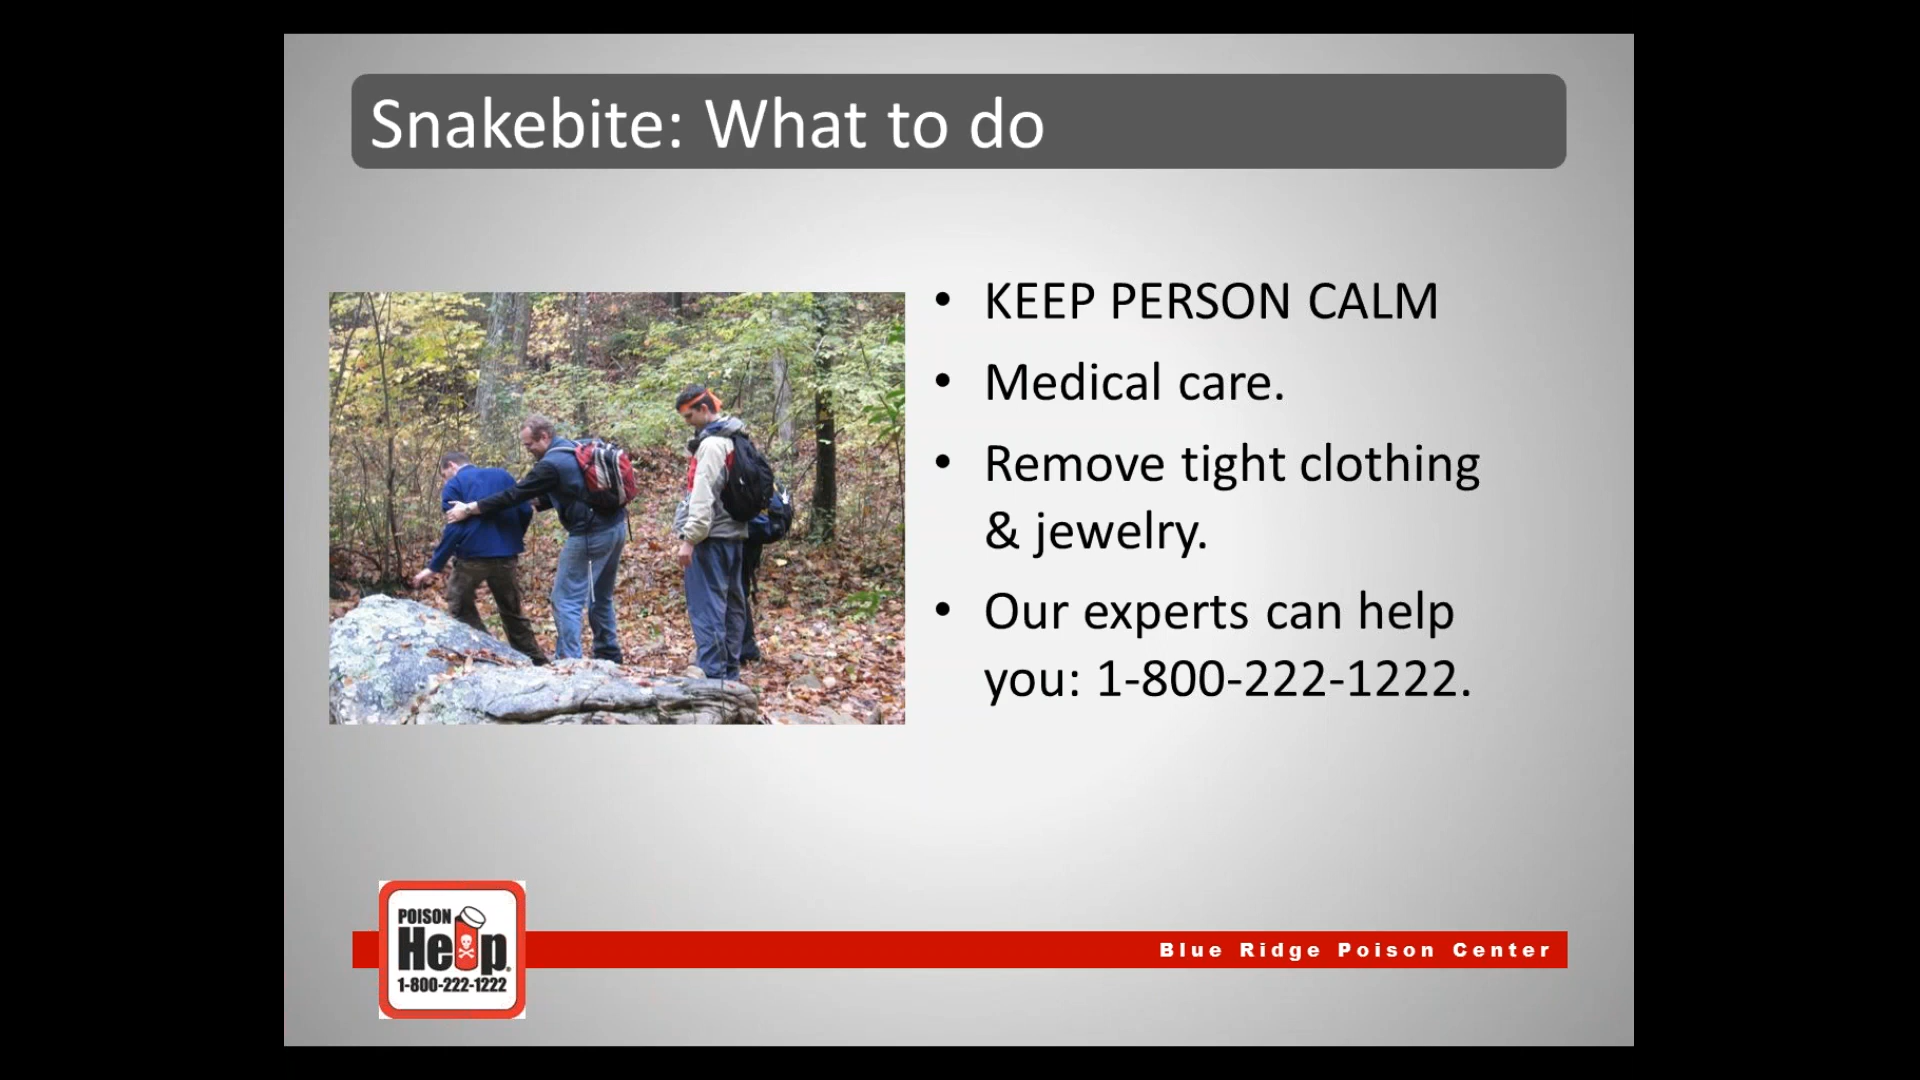 Snakebite: What to do
• KEEP PERSON CALM
• Medical care.
• Remove tight clothing
& jewelry.
• Our experts can help
you: 1-800-222-1222.
POISON
Help®
1-800-222-1222
Blue Ridge Poison Center